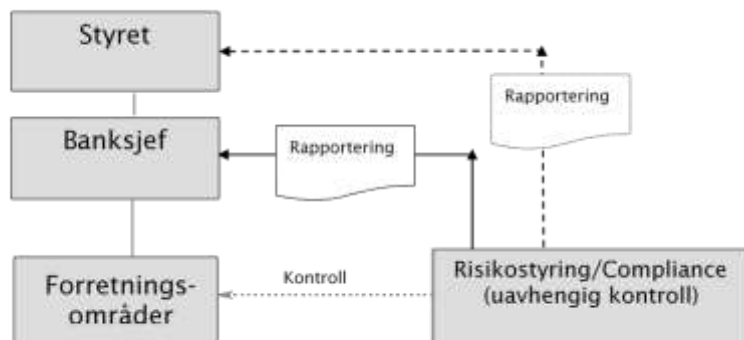 Styret
Rapportering
Banksjef
Rapportering
Forretnings-
områder
Kontroll
Risikostyring/Compliance
(uavhengig kontroll)